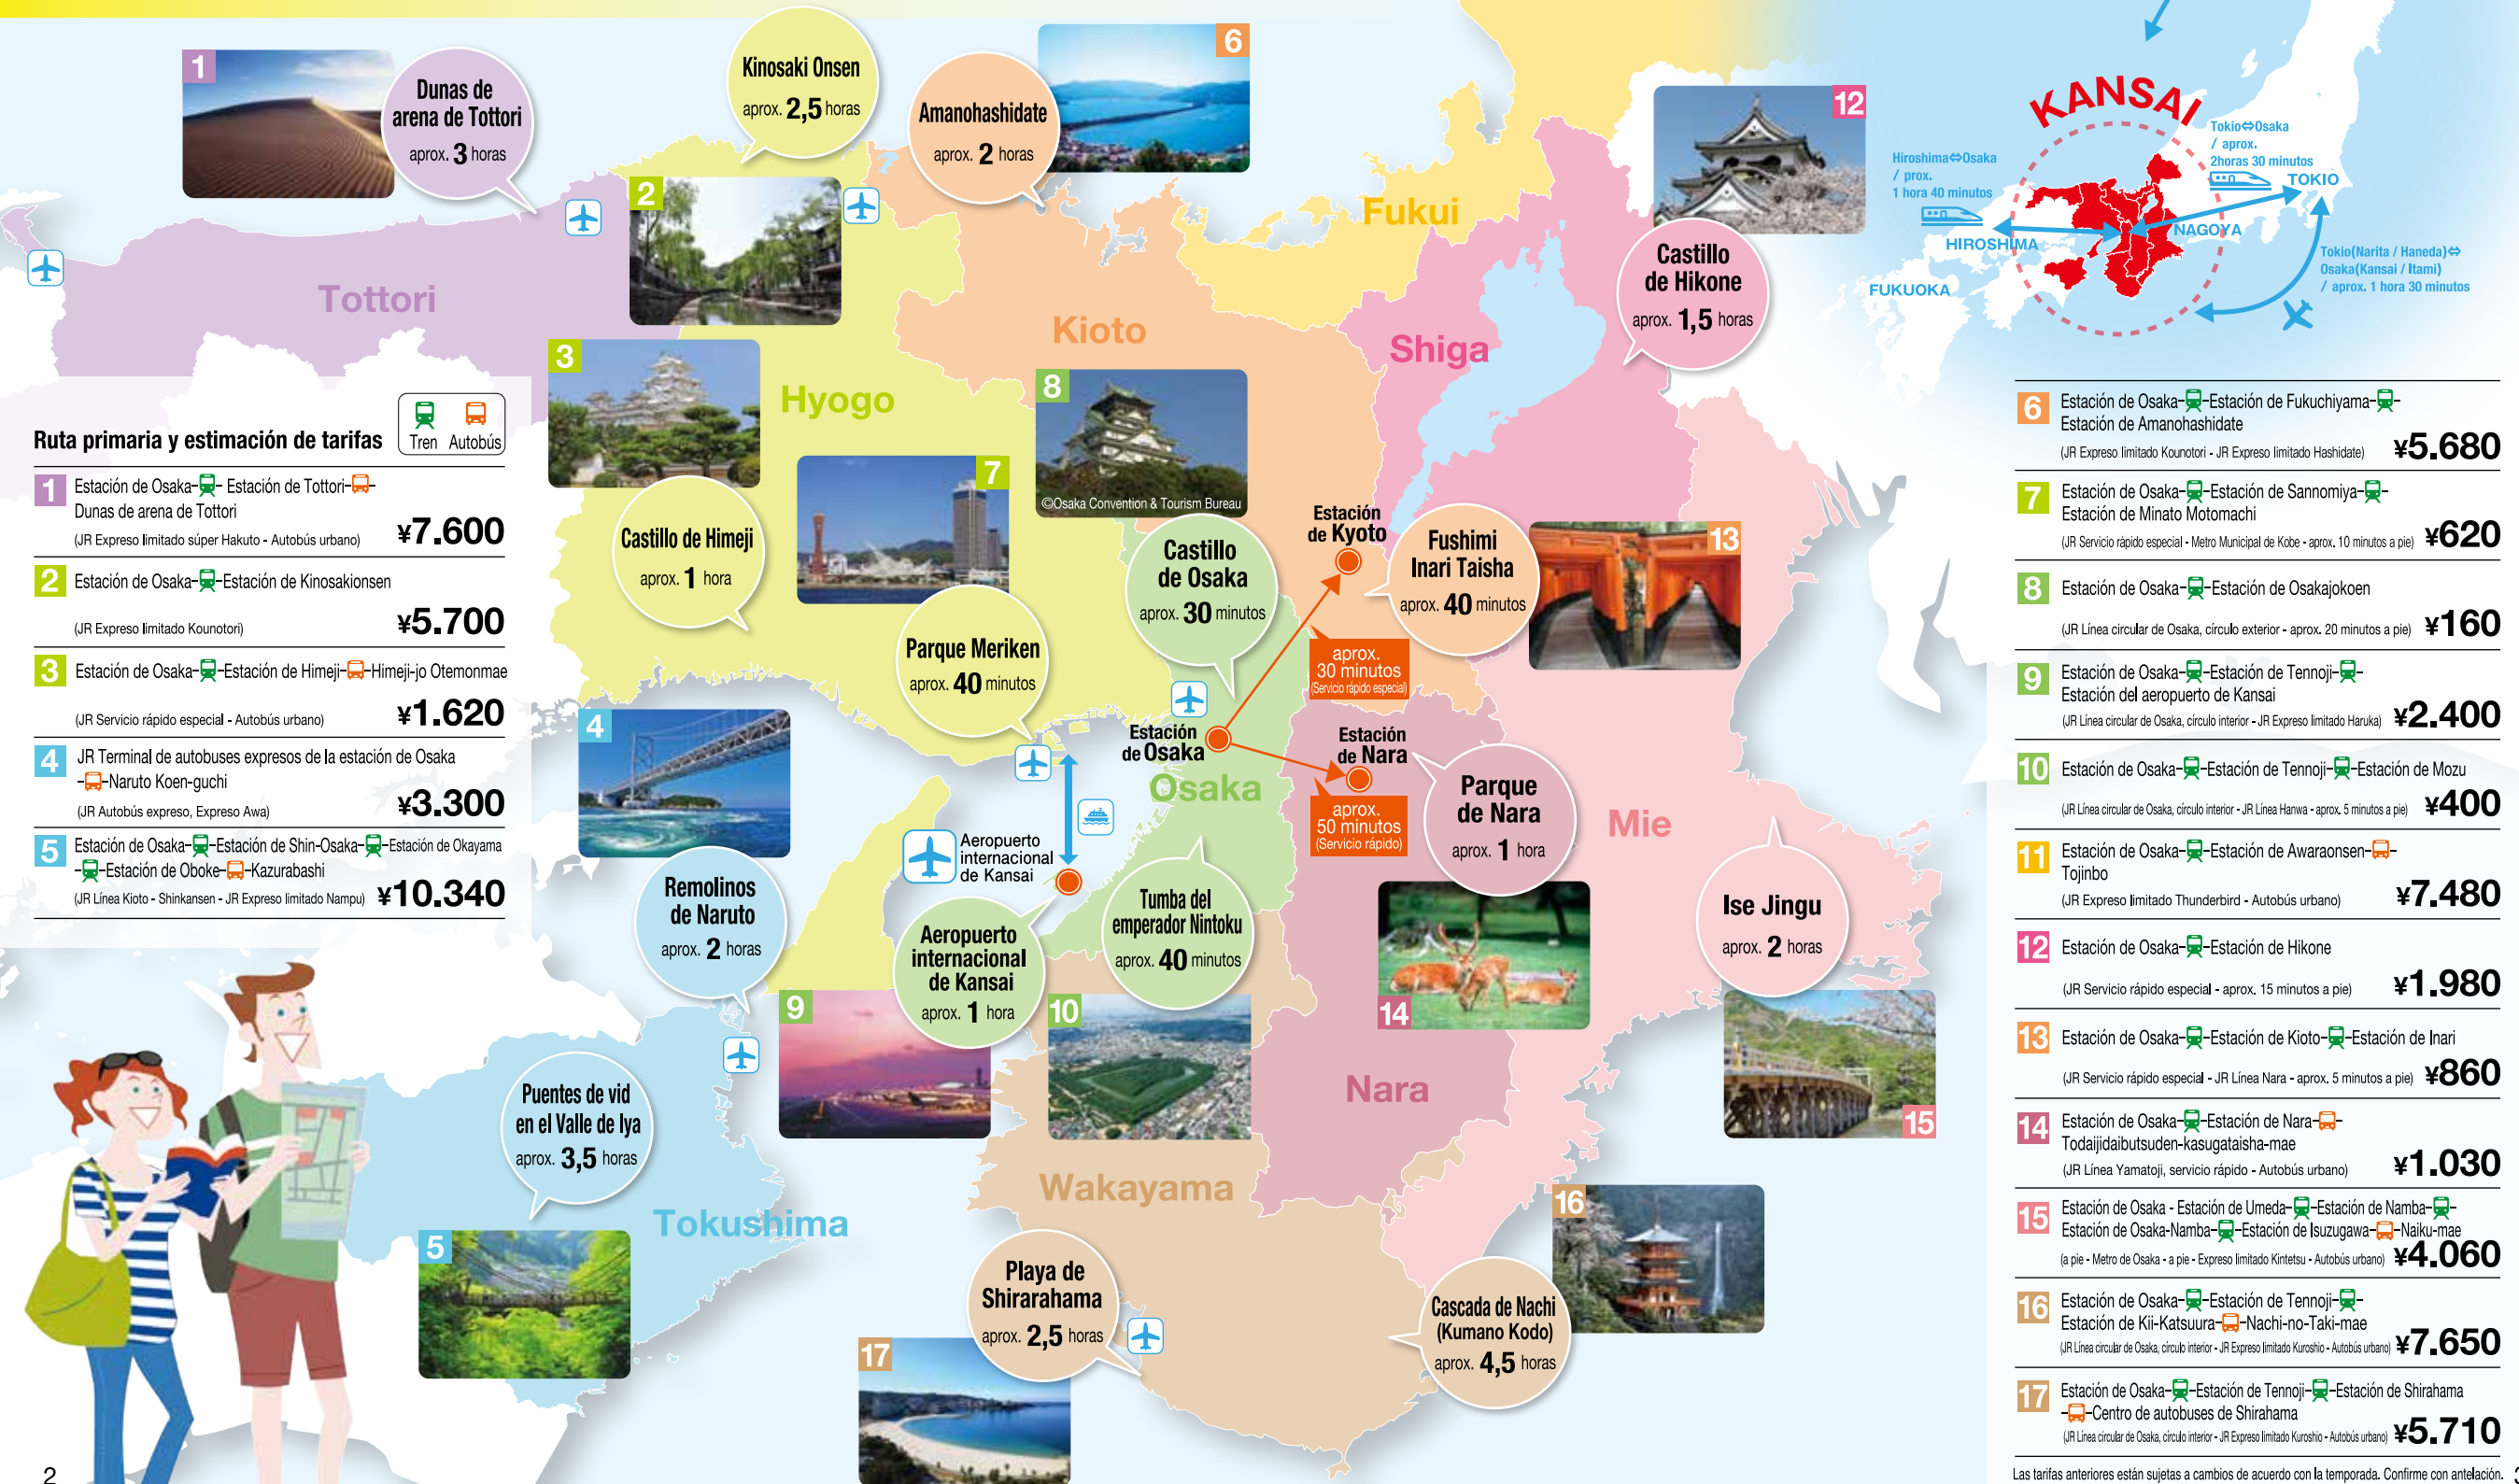 1
Dunas de
arena de Tottori
aprox. 3 horas
Kinosaki Onsen
aprox. 2,5 horas
2
Amanohashidate
aprox. 2 horas
6
12
Castillo
de Hikone
aprox. 1,5 horas
KANSAI
Tokio⇔Osaka
/ aprox.
2horas 30 minutos
TOKIO
Hiroshima⇔Osaka
/ prox.
1 hora 40 minutos
HIROSHIMA
NAGOYA
FUKUOKA
Tokio(Narita / Haneda)⇔
Osaka(Kansai / Itami)
/ aprox. 1 hora 30 minutos
Tottori
Hyogo
Kioto
Fukui
Shiga
Osaka
Mie
Nara
Wakayama
Tokushima
3
Castillo de Himeji
aprox. 1 hora
7
Parque Meriken
aprox. 40 minutos
8
©Osaka Convention & Tourism Bureau
Castillo
de Osaka
aprox. 30 minutos
Estación
de Kyoto
Fushimi
Inari Taisha
aprox. 40 minutos
13
aprox.
30 minutos
(Servicio rápido especial)
Estación
de Osaka
Estación
de Nara
aprox.
50 minutos
(Servicio rápido)
Parque
de Nara
aprox. 1 hora
14
4
Remolinos
de Naruto
aprox. 2 horas
Aeropuerto
internacional
de Kansai
Aeropuerto
internacional
de Kansai
aprox. 1 hora
9
Tumba del
emperador Nintoku
aprox. 40 minutos
10
Ise Jingu
aprox. 2 horas
15
Puentes de vid
en el Valle de Iya
aprox. 3,5 horas
5
Playa de
Shirarahama
aprox. 2,5 horas
17
Cascada de Nachi
(Kumano Kodo)
aprox. 4,5 horas
16
Ruta primaria y estimación de tarifas
Tren Autobús
1 Estación de Osaka- - Estación de Tottori- -
Dunas de arena de Tottori
(JR Expreso limitado súper Hakuto - Autobús urbano) ¥7.600
2 Estación de Osaka- -Estación de Kinosakionsen
(JR Expreso limitado Kounotori) ¥5.700
3 Estación de Osaka- -Estación de Himeji- -Himeji-jo Otemonmae
(JR Servicio rápido especial - Autobús urbano) ¥1.620
4 JR Terminal de autobuses expresos de la estación de Osaka
- -Naruto Koen-guchi
(JR Autobús expreso, Expreso Awa) ¥3.300
5 Estación de Osaka- -Estación de Shin-Osaka- -Estación de Okayama
- -Estación de Oboke- -Kazurabashi
(JR Línea Kioto - Shinkansen - JR Expreso limitado Nampu) ¥10.340
6 Estación de Osaka- -Estación de Fukuchiyama- -
Estación de Amanohashidate
(JR Expreso limitado Kounotori - JR Expreso limitado Hashidate) ¥5.680
7 Estación de Osaka- -Estación de Sannomiya- -
Estación de Minato Motomachi
(JR Servicio rápido especial - Metro Municipal de Kobe - aprox. 10 minutos a pie) ¥620
8 Estación de Osaka- -Estación de Osakajokoen
(JR Línea circular de Osaka, círculo exterior - aprox. 20 minutos a pie) ¥160
9 Estación de Osaka- -Estación de Tennoji- -
Estación del aeropuerto de Kansai
(JR Línea circular de Osaka, círculo interior - JR Expreso limitado Haruka) ¥2.400
10 Estación de Osaka- -Estación de Tennoji- -Estación de Mozu
(JR Línea circular de Osaka, círculo interior - JR Línea Hanwa - aprox. 5 minutos a pie) ¥400
11 Estación de Osaka- -Estación de Awaraonsen- -
Tojinbo
(JR Expreso limitado Thunderbird - Autobús urbano) ¥7.480
12 Estación de Osaka- -Estación de Hikone
(JR Servicio rápido especial - aprox. 15 minutos a pie) ¥1.980
13 Estación de Osaka- -Estación de Kioto- -Estación de Inari
(JR Servicio rápido especial - JR Línea Nara - aprox. 5 minutos a pie) ¥860
14 Estación de Osaka- -Estación de Nara- -
Todaijidaibutsuden-kasugataisha-mae
(JR Línea Yamatoji, servicio rápido - Autobús urbano) ¥1.030
15 Estación de Osaka - Estación de Umeda- -Estación de Namba- -
Estación de Osaka-Namba- -Estación de Isuzugawa- -Naiku-mae
(a pie - Metro de Osaka - a pie - Expreso limitado Kintetsu - Autobús urbano) ¥4.060
16 Estación de Osaka- -Estación de Tennoji- -
Estación de Kii-Katsuura- -Nachi-no-Taki-mae
(JR Línea circular de Osaka, círculo interior - JR Expreso limitado Kuroshio - Autobús urbano) ¥7.650
17 Estación de Osaka- -Estación de Tennoji- -Estación de Shirahama
- -Centro de autobuses de Shirahama
(JR Línea circular de Osaka, círculo interior - JR Expreso limitado Kuroshio - Autobús urbano) ¥5.710
Las tarifas anteriores están sujetas a cambios de acuerdo con la temporada. Confirme con antelación.
2